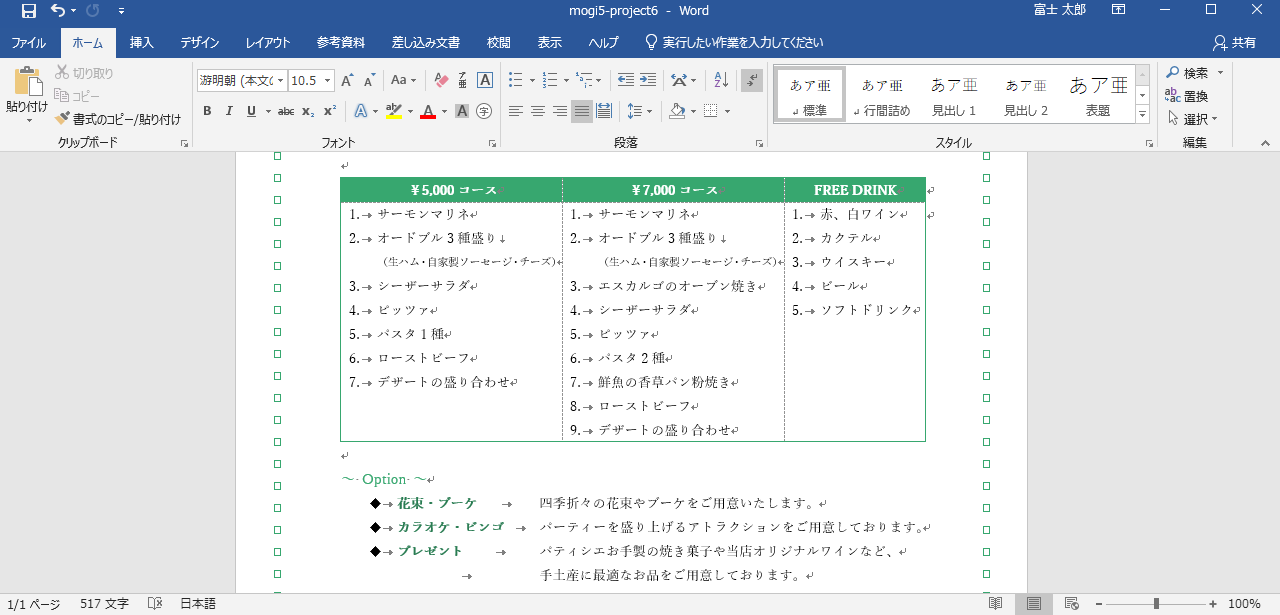 mogi5-project6 - Word
富士 太郎
ファイル ホーム 挿入 デザイン レイアウト 参考資料 差し込み文書 校閲 表示 ヘルプ 実行したい作業を入力してください 共有
貼り付け
切り取り
コピー
書式のコピー/貼り付け
クリップボード
游明朝 (本文の 10.5
フォント
段落
あア亜 標準
あア亜 行間詰め
あア亜 見出し 1
あア亜 見出し 2
あア亜 表題
スタイル
検索
置換
選択
編集
￥5,000 コース ￥7,000 コース FREE DRINK
1. サーモンマリネ 1. サーモンマリネ 1. 赤、白ワイン
2. オードブル 3 種盛り 2. オードブル 3 種盛り 2. カクテル
（生ハム・自家製ソーセージ・チーズ） （生ハム・自家製ソーセージ・チーズ） 3. ウイスキー
3. シーザーサラダ 3. エスカルゴのオーブン焼き 4. ビール
4. ピッツァ 4. シーザーサラダ 5. ソフトドリンク
5. パスタ 1 種 5. ピッツァ
6. ローストビーフ 6. パスタ 2 種
7. デザートの盛り合わせ 7. 鮮魚の香草パン粉焼き
8. ローストビーフ
9. デザートの盛り合わせ
～ Option ～
◆ 花束・ブーケ 四季折々の花束やブーケをご用意いたします。
◆ カラオケ・ビンゴ パーティーを盛り上げるアトラクションをご用意しております。
◆ プレゼント パティシエお手製の焼き菓子や当店オリジナルワインなど、
手土産に最適なお品をご用意しております。
1/1 ページ 517 文字 日本語 100%